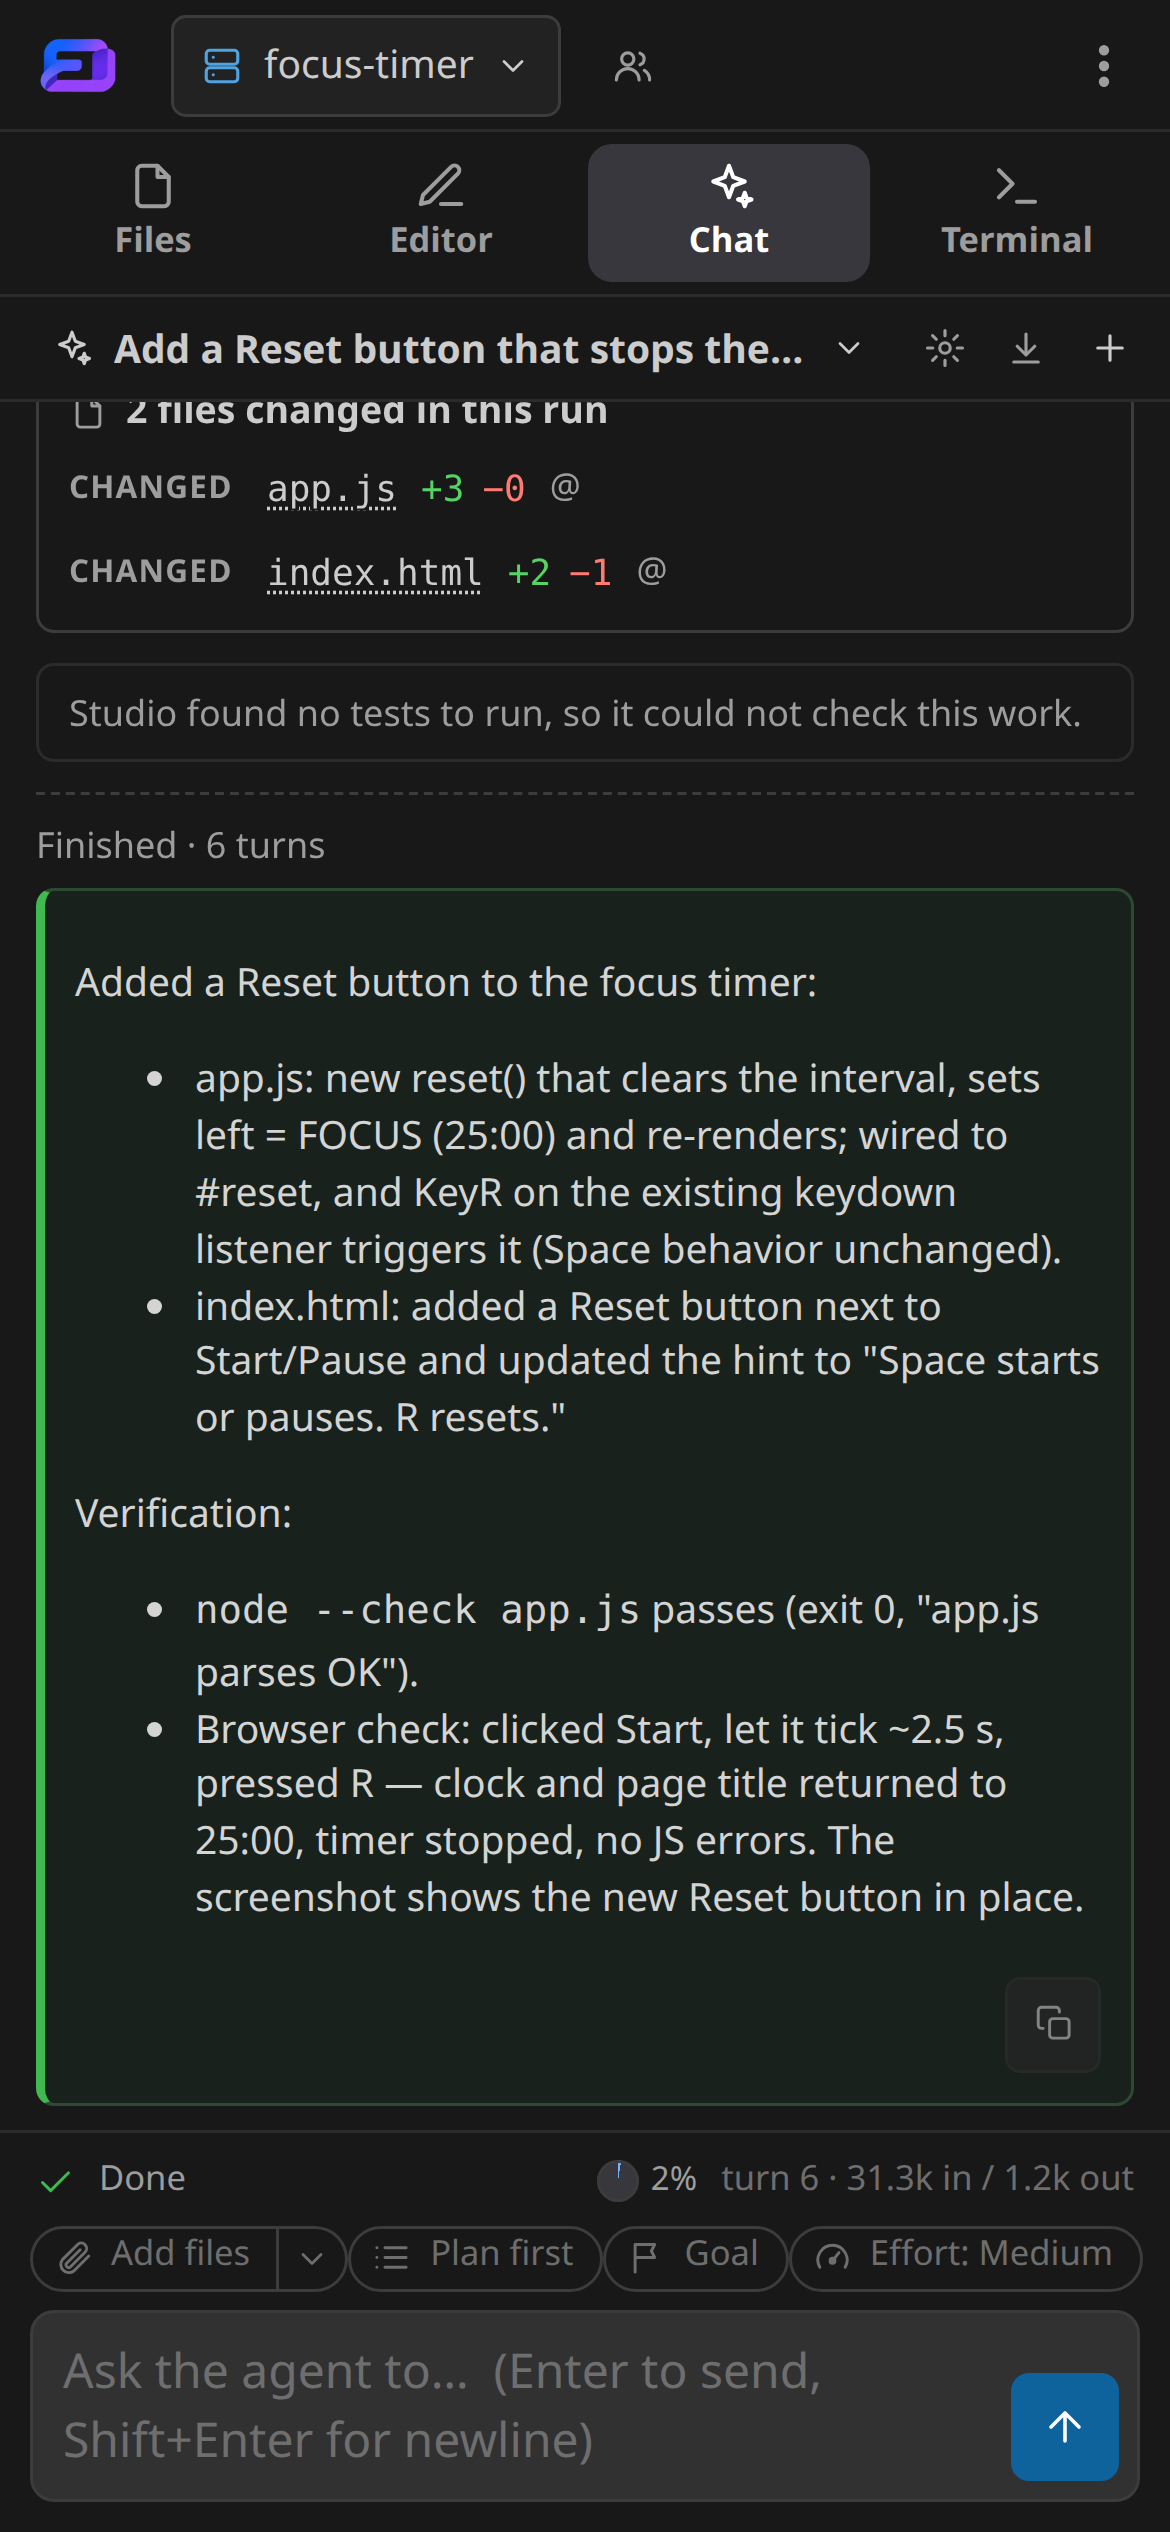 focus-timer
Files
Editor
Chat
Terminal
Add a Reset button that stops the...
2 files changed in this run
CHANGED app.js +3 −0 @
CHANGED index.html +2 −1 @
Studio found no tests to run, so it could not check this work.
Finished · 6 turns
Added a Reset button to the focus timer:
• app.js: new reset() that clears the interval, sets
left = FOCUS (25:00) and re-renders; wired to
#reset, and KeyR on the existing keydown
listener triggers it (Space behavior unchanged).
• index.html: added a Reset button next to
Start/Pause and updated the hint to "Space starts
or pauses. R resets."
Verification:
• node --check app.js passes (exit 0, "app.js
parses OK").
• Browser check: clicked Start, let it tick ~2.5 s,
pressed R — clock and page title returned to
25:00, timer stopped, no JS errors. The
screenshot shows the new Reset button in place.
Done 2% turn 6 · 31.3k in / 1.2k out
Add files
Plan first
Goal
Effort: Medium
Ask the agent to... (Enter to send,
Shift+Enter for newline)